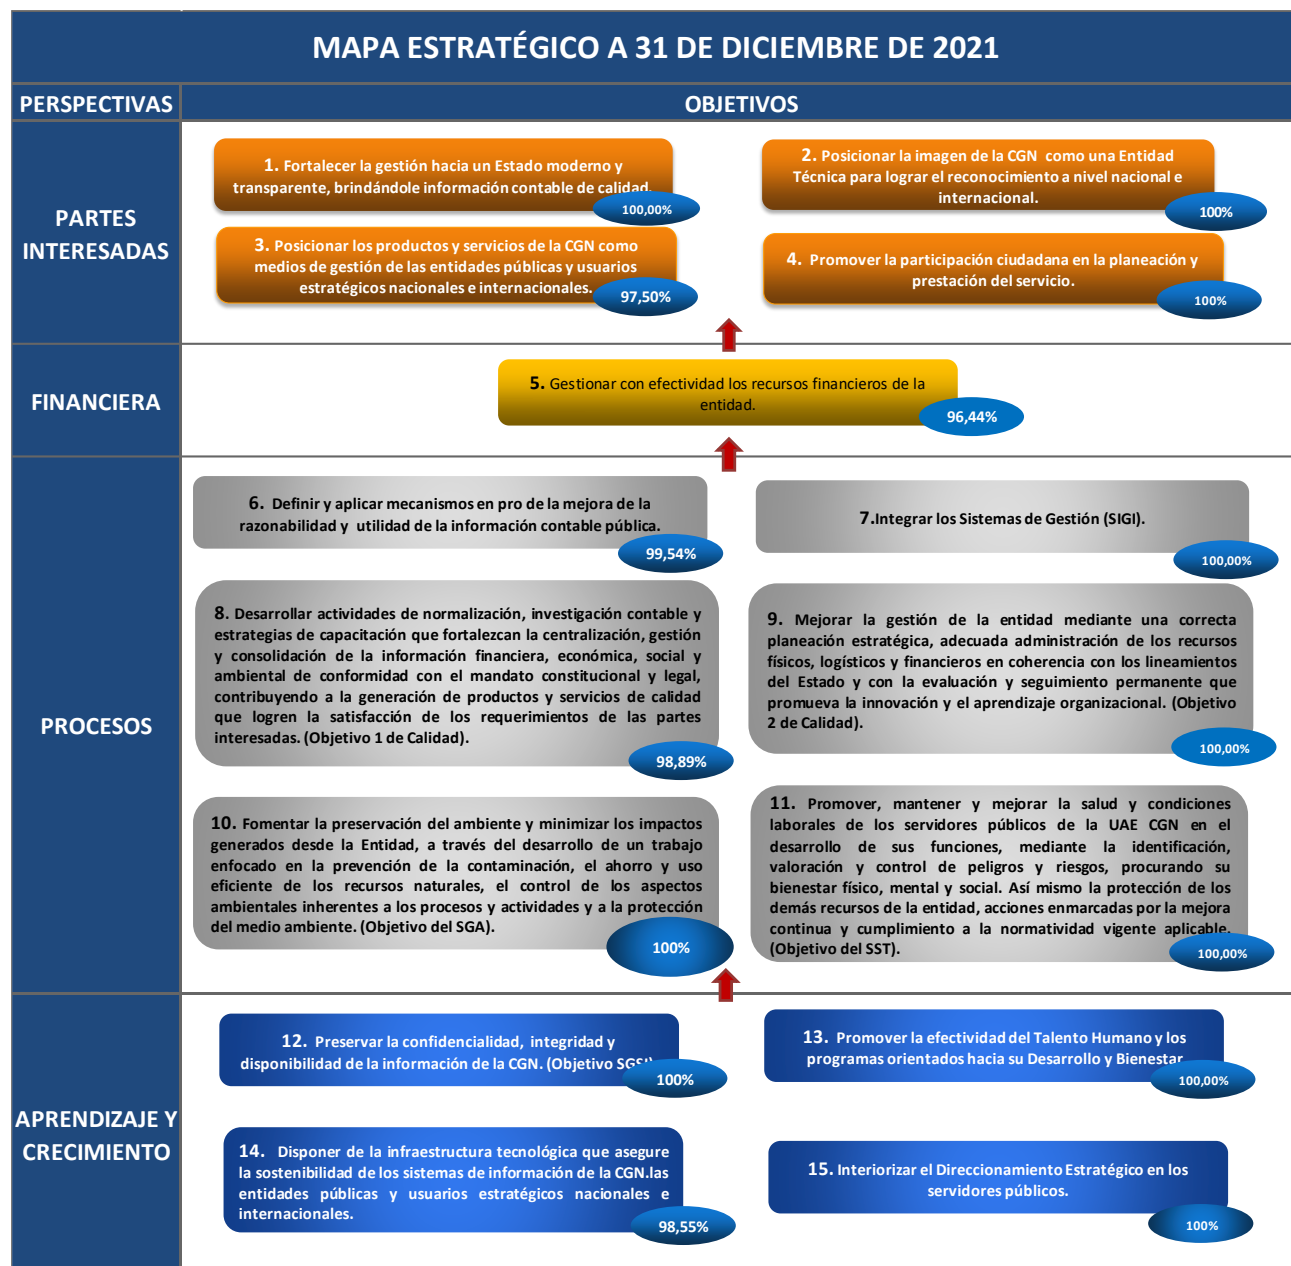 MAPA ESTRATÉGICO A 31 DE DICIEMBRE DE 2021
PERSPECTIVAS
OBJETIVOS
PARTES
INTERESADAS
1. Fortalecer la gestión hacia un Estado moderno y
transparente, brindándole información contable de calidad.
100,00%
2. Posicionar la imagen de la CGN como una Entidad
Técnica para lograr el reconocimiento a nivel nacional e
internacional.
100%
3. Posicionar los productos y servicios de la CGN como
medios de gestión de las entidades públicas y usuarios
estratégicos nacionales e internacionales.
97,50%
4. Promover la participación ciudadana en la planeación y
prestación del servicio.
100%
FINANCIERA
5. Gestionar con efectividad los recursos financieros de la
entidad.
96,44%
PROCESOS
6. Definir y aplicar mecanismos en pro de la mejora de la
razonabilidad y utilidad de la información contable pública.
99,54%
7.Integrar los Sistemas de Gestión (SIGI).
100,00%
8. Desarrollar actividades de normalización, investigación contable y
estrategias de capacitación que fortalezcan la centralización, gestión
y consolidación de la información financiera, económica, social y
ambiental de conformidad con el mandato constitucional y legal,
contribuyendo a la generación de productos y servicios de calidad
que logren la satisfacción de los requerimientos de las partes
interesadas. (Objetivo 1 de Calidad).
98,89%
9. Mejorar la gestión de la entidad mediante una correcta
planeación estratégica, adecuada administración de los recursos
físicos, logísticos y financieros en coherencia con los lineamientos
del Estado y con la evaluación y seguimiento permanente que
promueva la innovación y el aprendizaje organizacional. (Objetivo
2 de Calidad).
100,00%
10. Fomentar la preservación del ambiente y minimizar los impactos
generados desde la Entidad, a través del desarrollo de un trabajo
enfocado en la prevención de la contaminación, el ahorro y uso
eficiente de los recursos naturales, el control de los aspectos
ambientales inherentes a los procesos y actividades y a la protección
del medio ambiente. (Objetivo del SGA).
100%
11. Promover, mantener y mejorar la salud y condiciones
laborales de los servidores públicos de la UAE CGN en el
desarrollo de sus funciones, mediante la identificación,
valoración y control de peligros y riesgos, procurando su
bienestar físico, mental y social. Así mismo la protección de los
demás recursos de la entidad, acciones enmarcadas por la mejora
continua y cumplimiento a la normatividad vigente aplicable.
(Objetivo del SST).
100,00%
APRENDIZAJE Y
CRECIMIENTO
12. Preservar la confidencialidad, integridad y
disponibilidad de la información de la CGN. (Objetivo SGSI)
100%
13. Promover la efectividad del Talento Humano y los
programas orientados hacia su Desarrollo y Bienestar
100,00%
14. Disponer de la infraestructura tecnológica que asegure
la sostenibilidad de los sistemas de información de la CGN.las
entidades públicas y usuarios estratégicos nacionales e
internacionales.
98,55%
15. Interiorizar el Direccionamiento Estratégico en los
servidores públicos.
100%